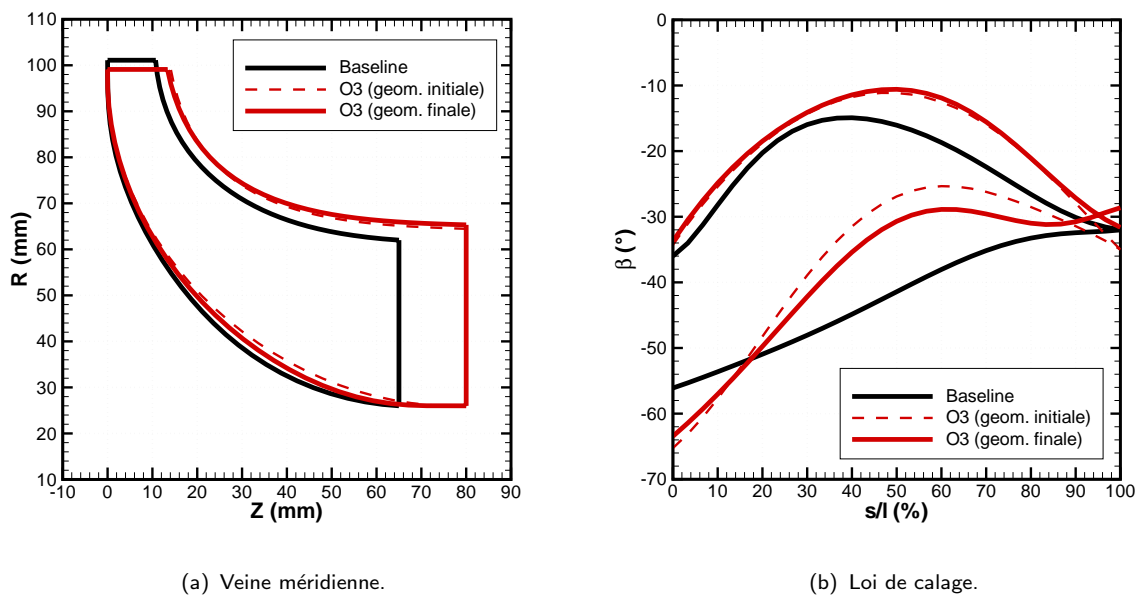 110
100
90
80
70
60
50
40
30
20
10
R (mm)
-10 0 10 20 30 40 50 60 70 80 90
Z (mm)
Baseline
O3 (geom. initiale)
O3 (geom. finale)
(a) Veine méridienne.
0
-10
-20
-30
-40
-50
-60
-70
β (°)
0 10 20 30 40 50 60 70 80 90 100
s/l (%)
Baseline
O3 (geom. initiale)
O3 (geom. finale)
(b) Loi de calage.